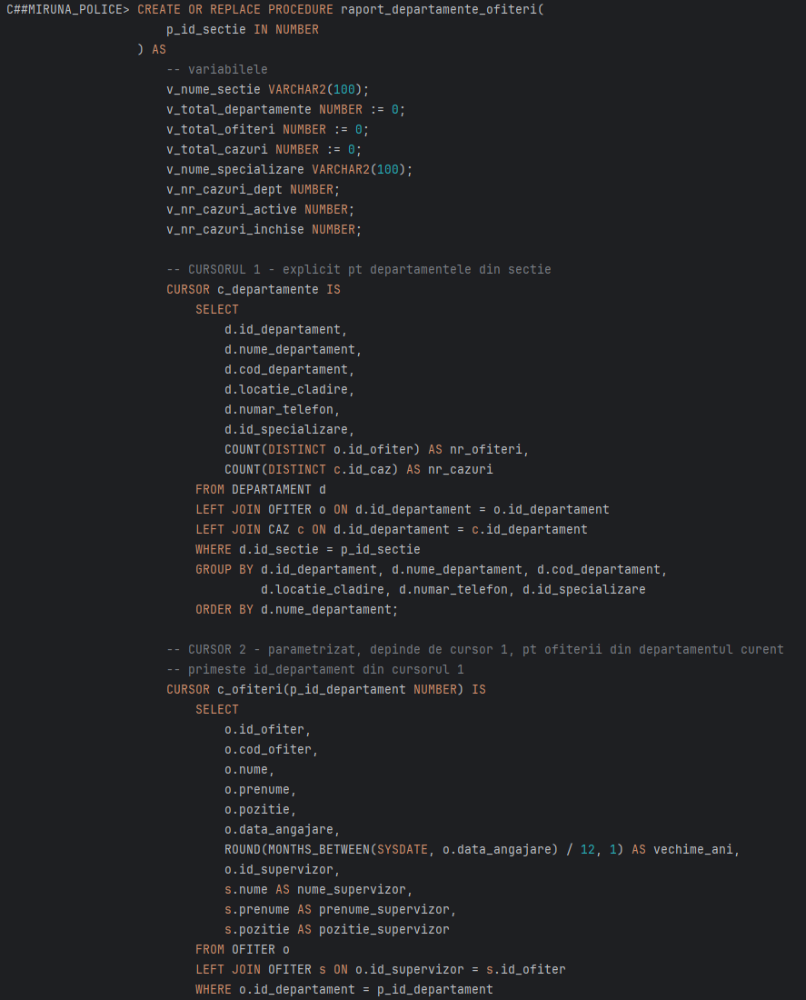 C##MIRUNA_POLICE> CREATE OR REPLACE PROCEDURE raport_departamente_ofiteri(
                      p_id_sectie IN NUMBER
                  ) AS
                      -- variabilele
                      v_nume_sectie VARCHAR2(100);
                      v_total_departamente NUMBER := 0;
                      v_total_ofiteri NUMBER := 0;
                      v_total_cazuri NUMBER := 0;
                      v_nume_specializare VARCHAR2(100);
                      v_nr_cazuri_dept NUMBER;
                      v_nr_cazuri_active NUMBER;
                      v_nr_cazuri_inchise NUMBER;

                      -- CURSORUL 1 - explicit pt departamentele din sectie
                      CURSOR c_departamente IS
                          SELECT
                              d.id_departament,
                              d.nume_departament,
                              d.cod_departament,
                              d.locatie_cladire,
                              d.numar_telefon,
                              d.id_specializare,
                              COUNT(DISTINCT o.id_ofiter) AS nr_ofiteri,
                              COUNT(DISTINCT c.id_caz) AS nr_cazuri
                          FROM DEPARTAMENT d
                          LEFT JOIN OFITER o ON d.id_departament = o.id_departament
                          LEFT JOIN CAZ c ON d.id_departament = c.id_departament
                          WHERE d.id_sectie = p_id_sectie
                          GROUP BY d.id_departament, d.nume_departament, d.cod_departament,
                                   d.locatie_cladire, d.numar_telefon, d.id_specializare
                          ORDER BY d.nume_departament;

                      -- CURSOR 2 - parametrizat, depinde de cursor 1, pt ofiterii din departamentul curent
                      -- primeste id_departament din cursorul 1
                      CURSOR c_ofiteri(p_id_departament NUMBER) IS
                          SELECT
                              o.id_ofiter,
                              o.cod_ofiter,
                              o.nume,
                              o.prenume,
                              o.pozitie,
                              o.data_angajare,
                              ROUND(MONTHS_BETWEEN(SYSDATE, o.data_angajare) / 12, 1) AS vechime_ani,
                              o.id_supervizor,
                              s.nume AS nume_supervizor,
                              s.prenume AS prenume_supervizor,
                              s.pozitie AS pozitie_supervizor
                          FROM OFITER o
                          LEFT JOIN OFITER s ON o.id_supervizor = s.id_ofiter
                          WHERE o.id_departament = p_id_departament